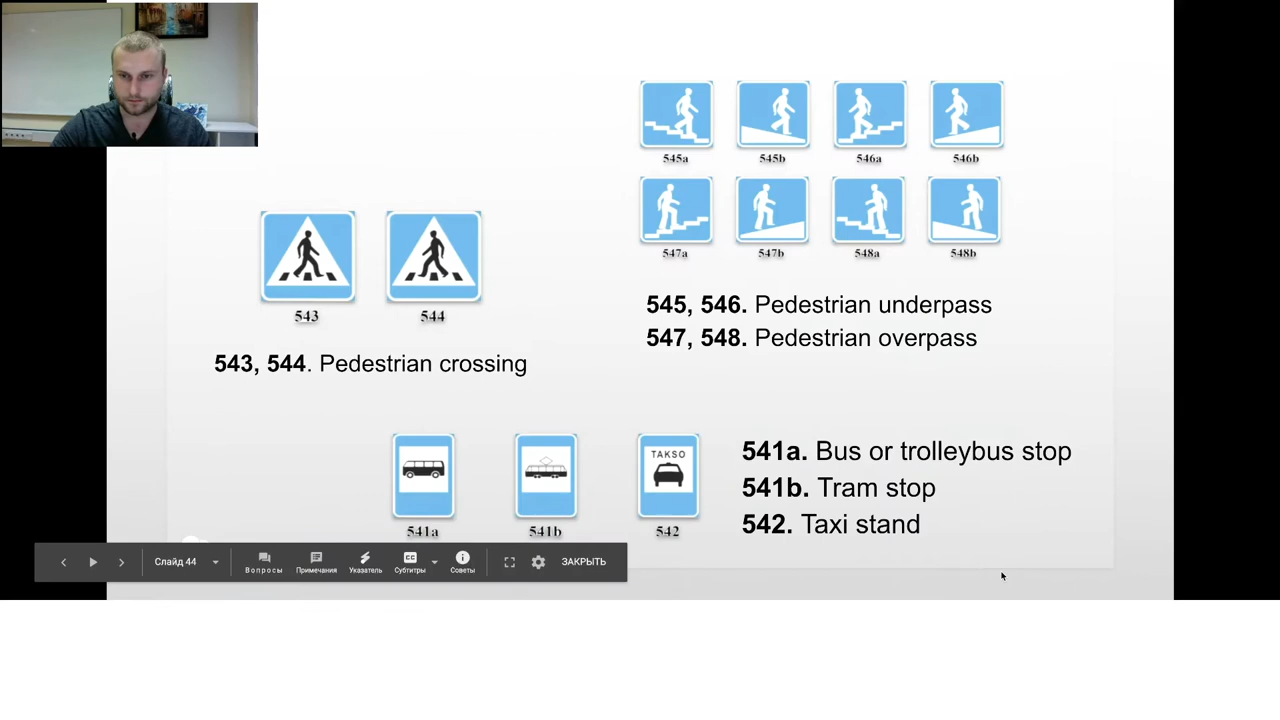 545a 545b 546a 546b
547a 547b 548a 548b
543 544
545, 546. Pedestrian underpass
547, 548. Pedestrian overpass
543, 544. Pedestrian crossing
TAKSO
541a 541b 542
541a. Bus or trolleybus stop
541b. Tram stop
542. Taxi stand
Слайд 44
Вопросы
Примечания
Указатель
CC
Субтитры
Советы
ЗАКРЫТЬ